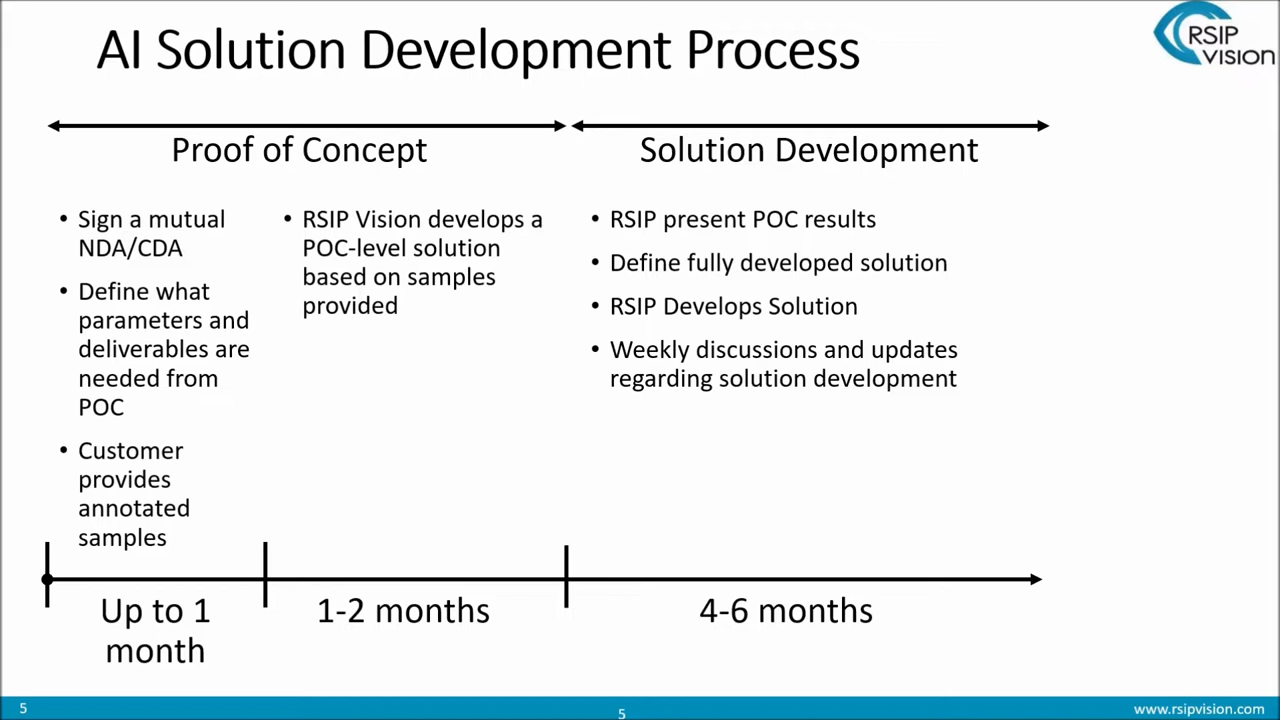 AI Solution Development Process
RSIP
VISION
Proof of Concept
Solution Development
• Sign a mutual
NDA/CDA
• Define what
parameters and
deliverables are
needed from
POC
• Customer
provides
annotated
samples
• RSIP Vision develops a
POC-level solution
based on samples
provided
• RSIP present POC results
• Define fully developed solution
• RSIP Develops Solution
• Weekly discussions and updates
regarding solution development
Up to 1
month
1-2 months
4-6 months
5
5
www.rsipvision.com